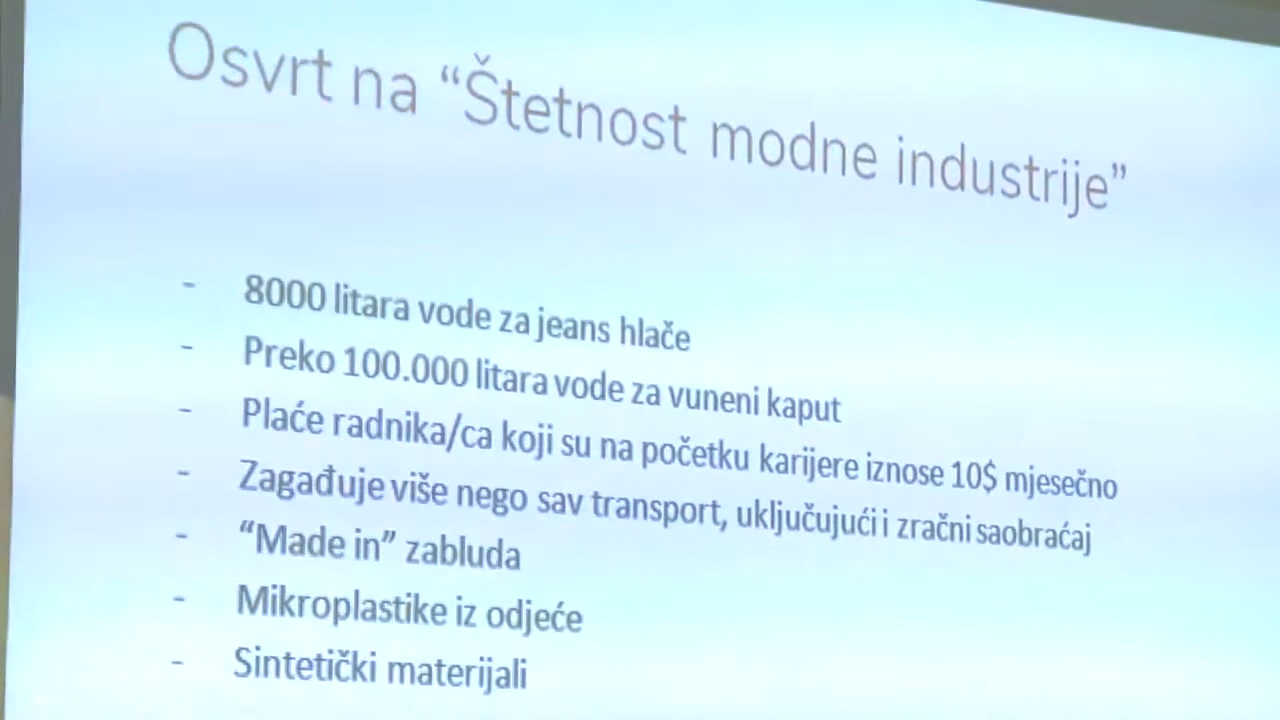 Osvrt na “Štetnost modne industrije”
- 8000 litara vode za jeans hlače
- Preko 100.000 litara vode za vuneni kaput
- Plaće radnika/ca koji su na početku karijere iznose 10$ mjesečno
- Zagađuje više nego sav transport, uključujući i zračni saobraćaj
- “Made in” zabluda
- Mikroplastike iz odjeće
- Sintetički materijali